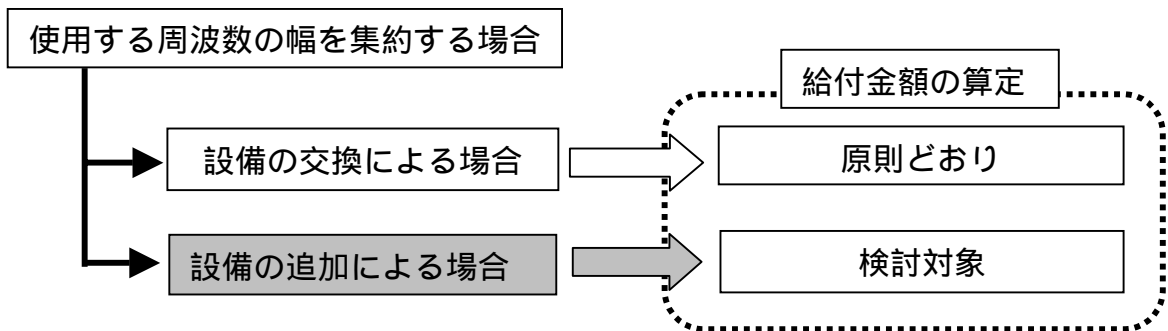 使用する周波数の幅を集約する場合
給付金額の算定
設備の交換による場合
原則どおり
設備の追加による場合
検討対象